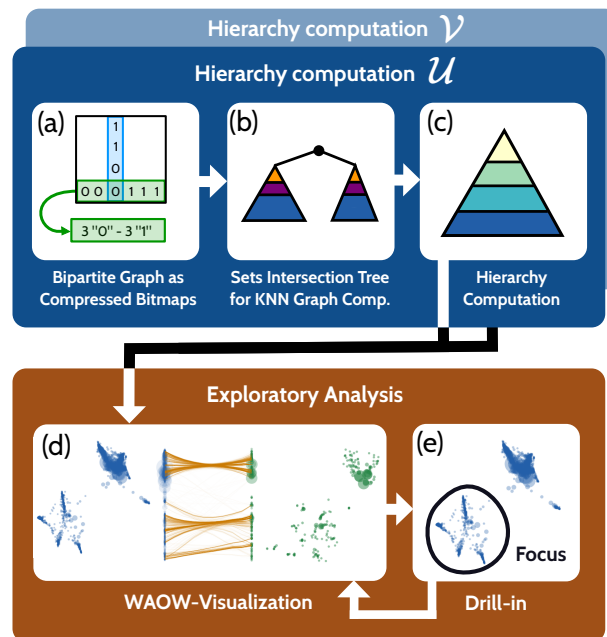 Hierarchy computation 𝒱
Hierarchy computation 𝒰
(a)
1
1
0
0 0 0 1 1 1
3 "0" - 3 "1"
Bipartite Graph as
Compressed Bitmaps
(b)
Sets Intersection Tree
for KNN Graph Comp.
(c)
Hierarchy
Computation
Exploratory Analysis
(d)
WAOW-Visualization
(e)
Focus
Drill-in